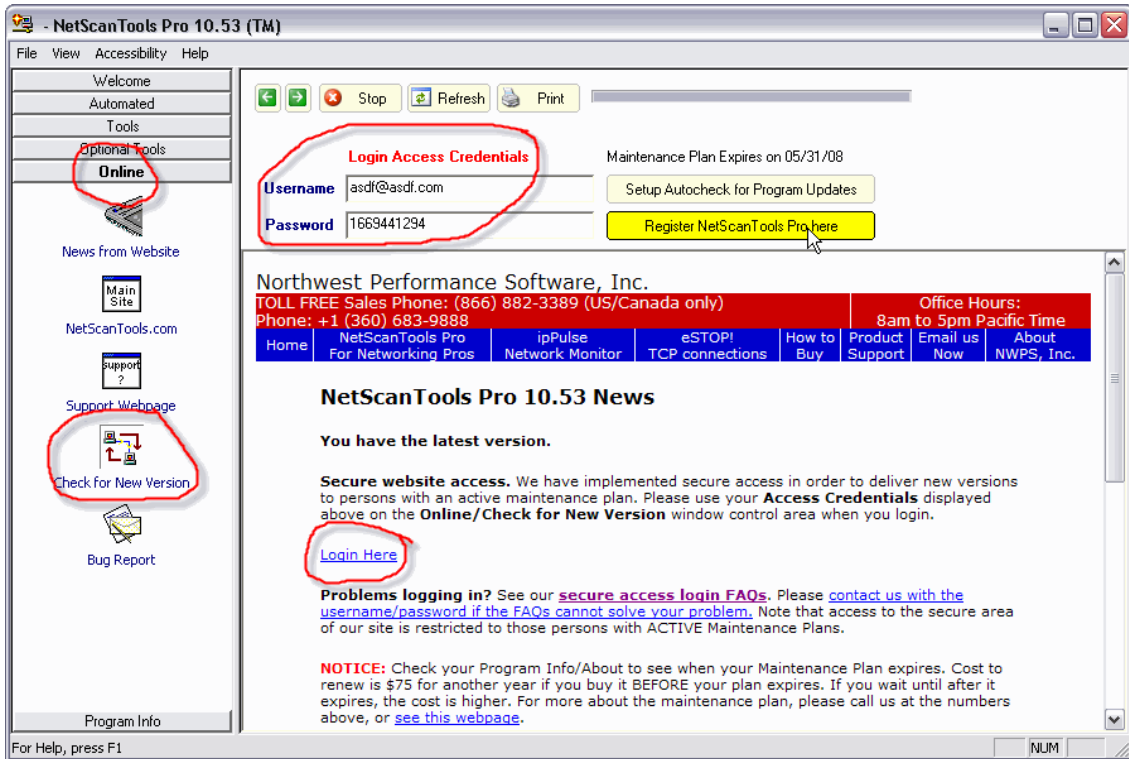 - NetScanTools Pro 10.53 (TM)
File View Accessibility Help
Welcome
Automated
Tools
Optional Tools
Online
News from Website
Main
Site
NetScanTools.com
support
?
Support Webpage
Check for New Version
Bug Report
Program Info
Stop Refresh Print
Login Access Credentials
Maintenance Plan Expires on 05/31/08
Username asdf@asdf.com
Setup Autocheck for Program Updates
Password 1669441294
Register NetScanTools Pro here
Northwest Performance Software, Inc.
TOLL FREE Sales Phone: (866) 882-3389 (US/Canada only)
Phone: +1 (360) 683-9888
Office Hours:
8am to 5pm Pacific Time
Home
NetScanTools Pro
For Networking Pros
ipPulse
Network Monitor
eSTOP!
TCP connections
How to
Buy
Product
Support
Email us
Now
About
NWPS, Inc.
NetScanTools Pro 10.53 News
You have the latest version.
Secure website access. We have implemented secure access in order to deliver new versions
to persons with an active maintenance plan. Please use your Access Credentials displayed
above on the Online/Check for New Version window control area when you login.
Login Here
Problems logging in? See our secure access login FAQs. Please contact us with the
username/password if the FAQs cannot solve your problem. Note that access to the secure area
of our site is restricted to those persons with ACTIVE Maintenance Plans.
NOTICE: Check your Program Info/About to see when your Maintenance Plan expires. Cost to
renew is $75 for another year if you buy it BEFORE your plan expires. If you wait until after it
expires, the cost is higher. For more about the maintenance plan, please call us at the numbers
above, or see this webpage.
For Help, press F1
NUM